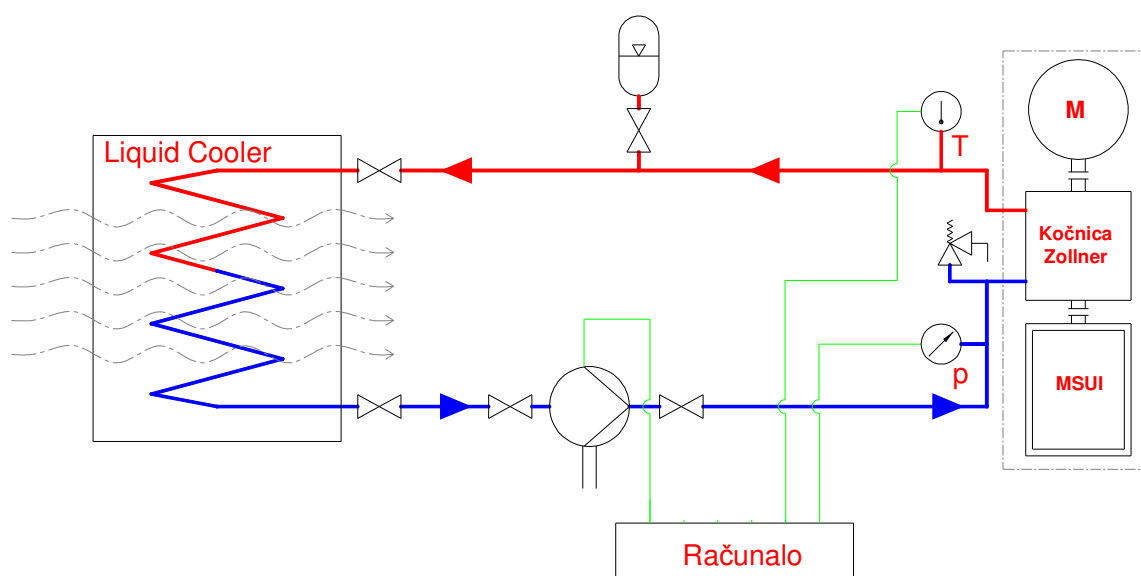 Liquid Cooler
T
M
Kočnica
Zollner
p
MSUI
Računalo